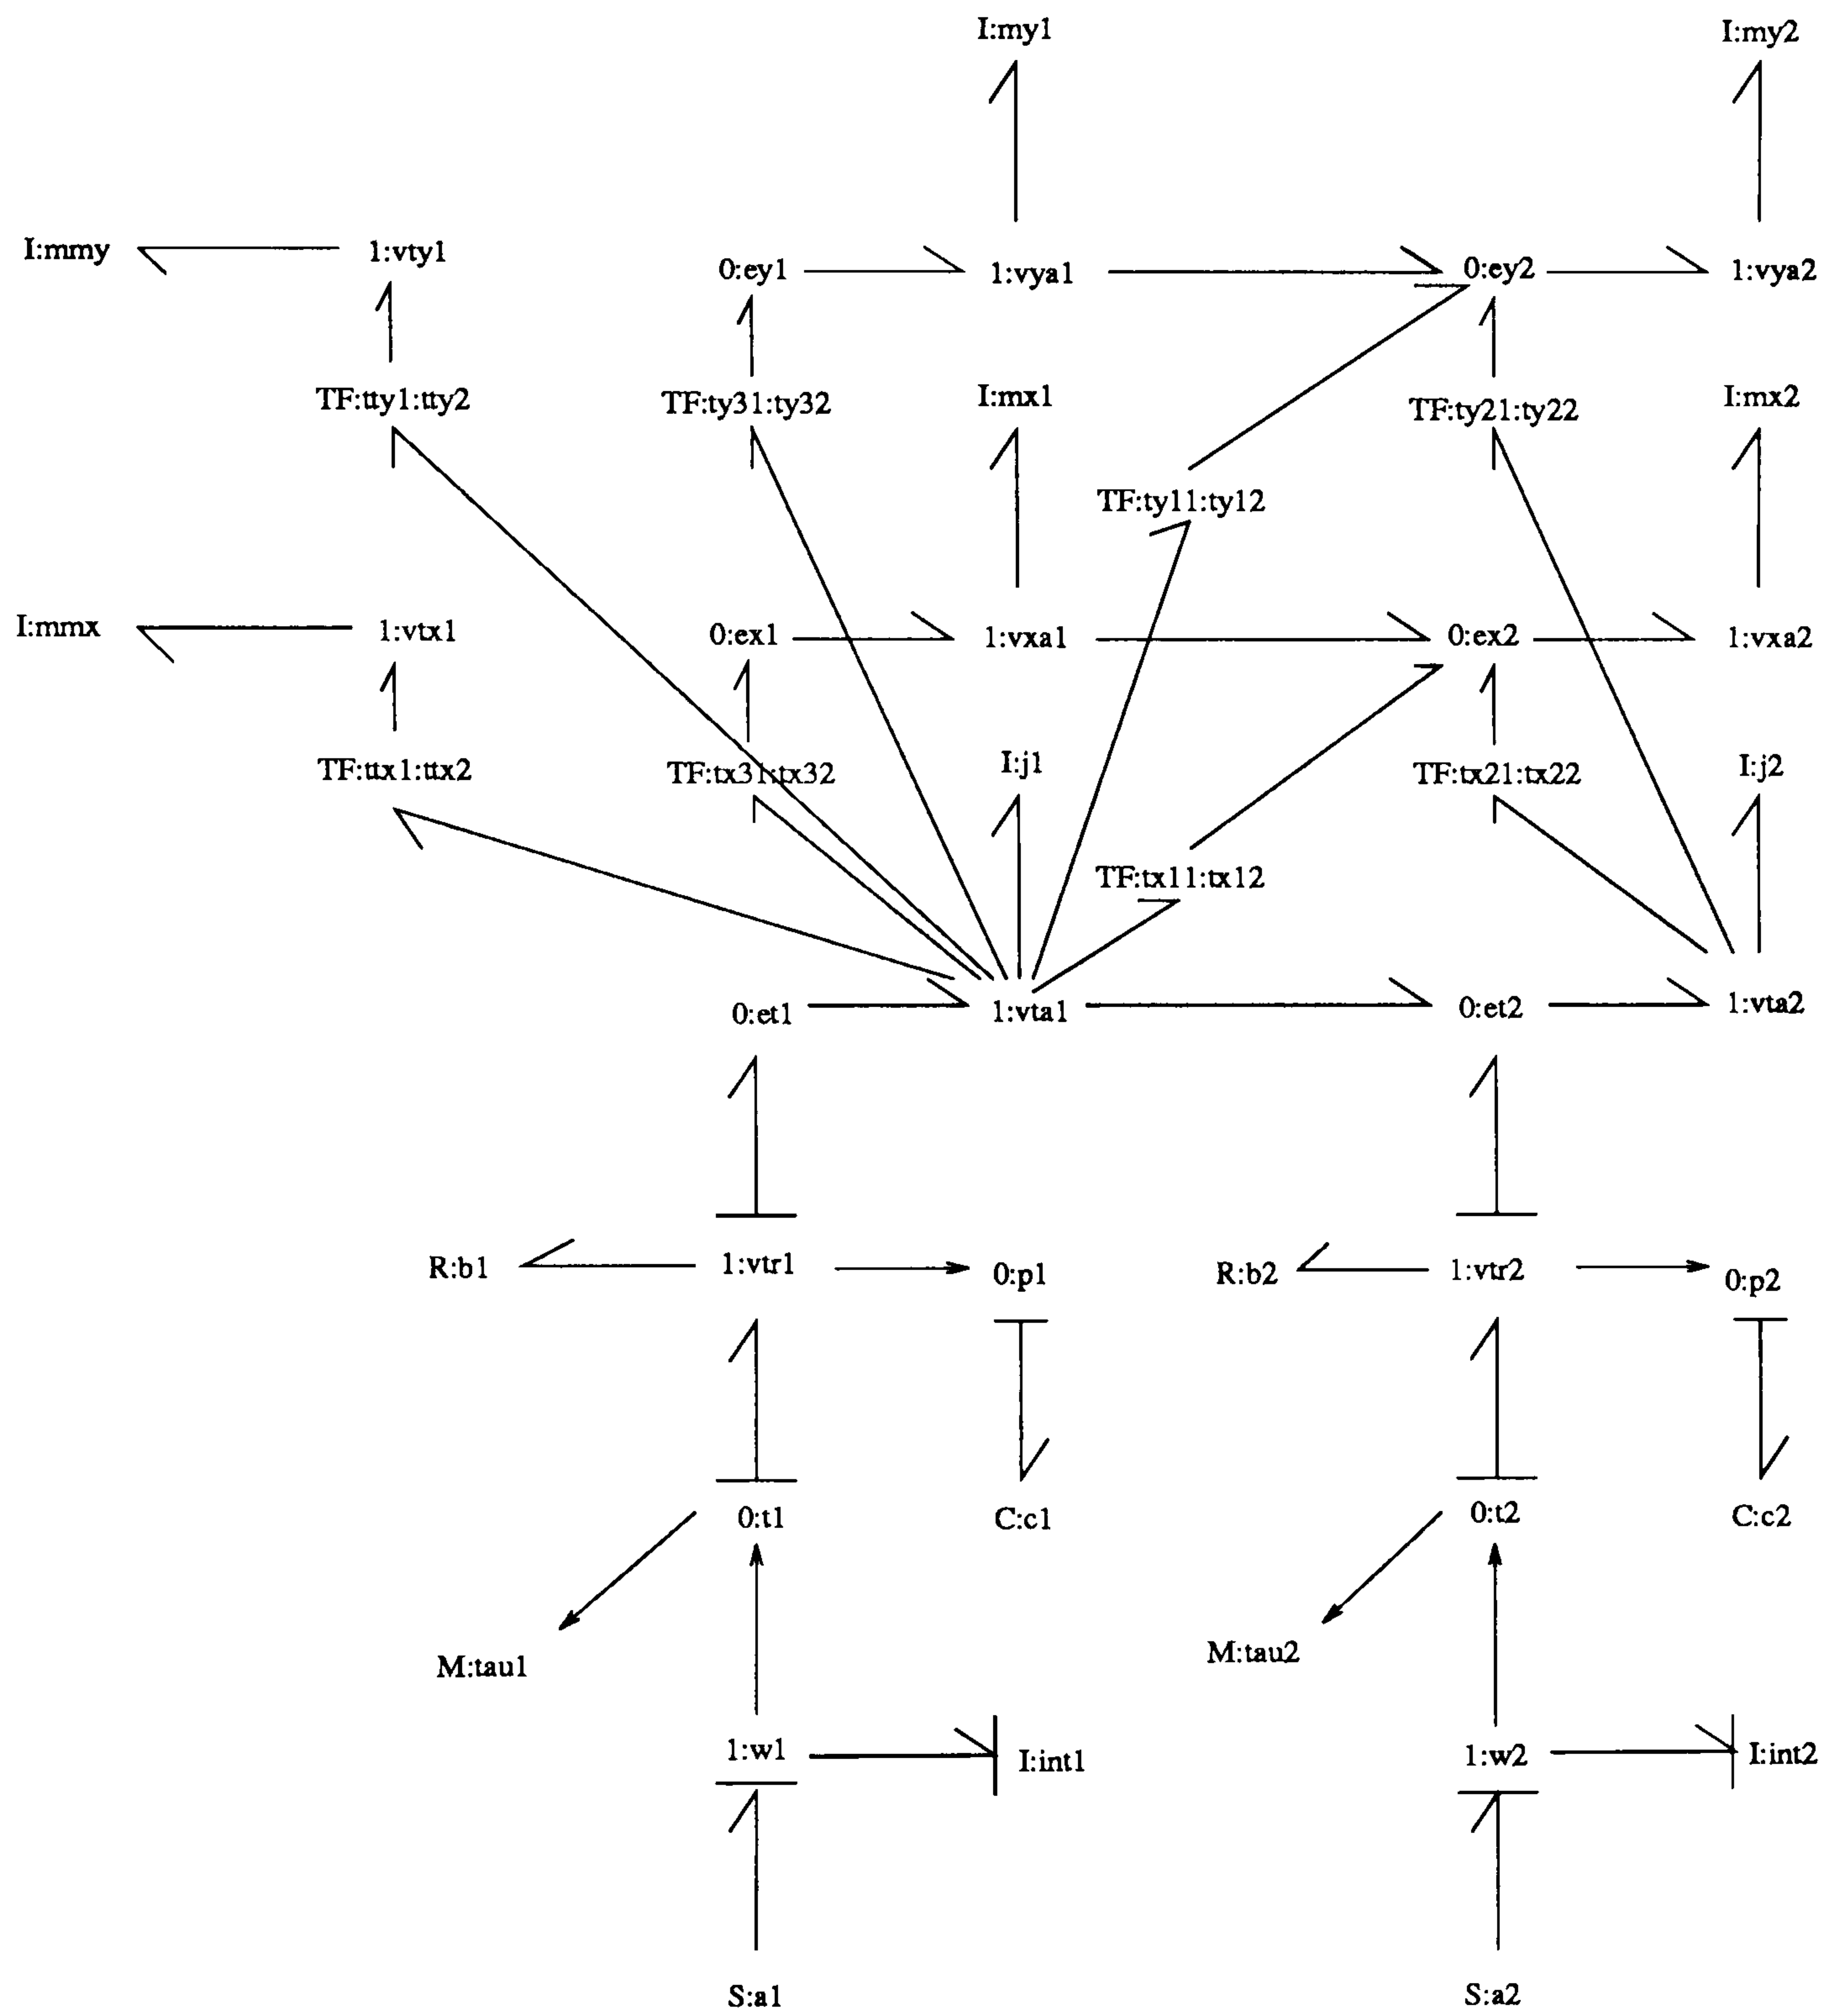 I:my1 I:my2
I:mmy 1:vty1 0:ey1 1:vya1 0:ey2 1:vya2
TF:tty1:tty2 TF:ty31:ty32 I:mx1 TF:ty21:ty22 I:mx2
TF:ty11:ty12
I:mmx 1:vtx1 0:ex1 1:vxa1 0:ex2 1:vxa2
TF:ttx1:ttx2 TF:tx31:tx32 I:j1 TF:tx21:tx22 I:j2
TF:tx11:tx12
0:et1 1:vta1 0:et2 1:vta2
R:b1 1:vtr1 0:p1 R:b2 1:vtr2 0:p2
0:t1 C:c1 0:t2 C:c2
M:tau1 M:tau2
1:w1 I:int1 1:w2 I:int2
S:a1 S:a2